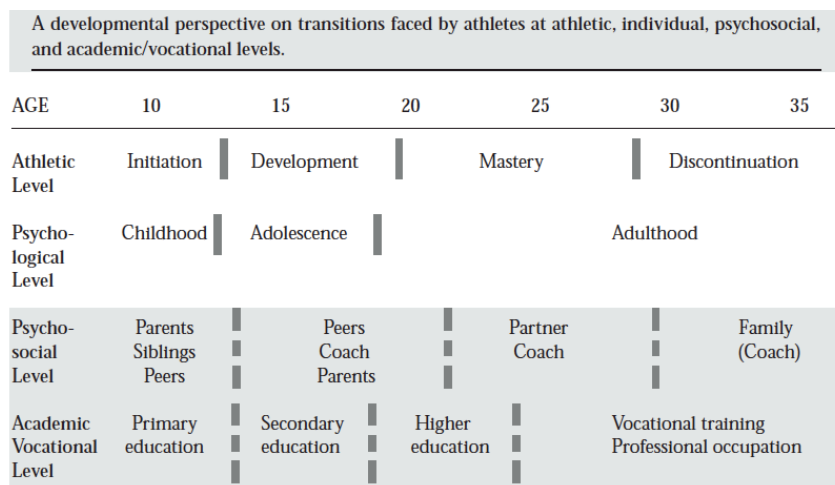 A developmental perspective on transitions faced by athletes at athletic, individual, psychosocial,
and academic/vocational levels.
AGE 10 15 20 25 30 35
Athletic Initiation Development Mastery Discontinuation
Level
Psycho- Childhood Adolescence Adulthood
logical
Level
Psycho- Parents Peers Partner Family
social Siblings Coach Coach (Coach)
Level Peers Parents
Academic Primary Secondary Higher Vocational training
Vocational education education education Professional occupation
Level